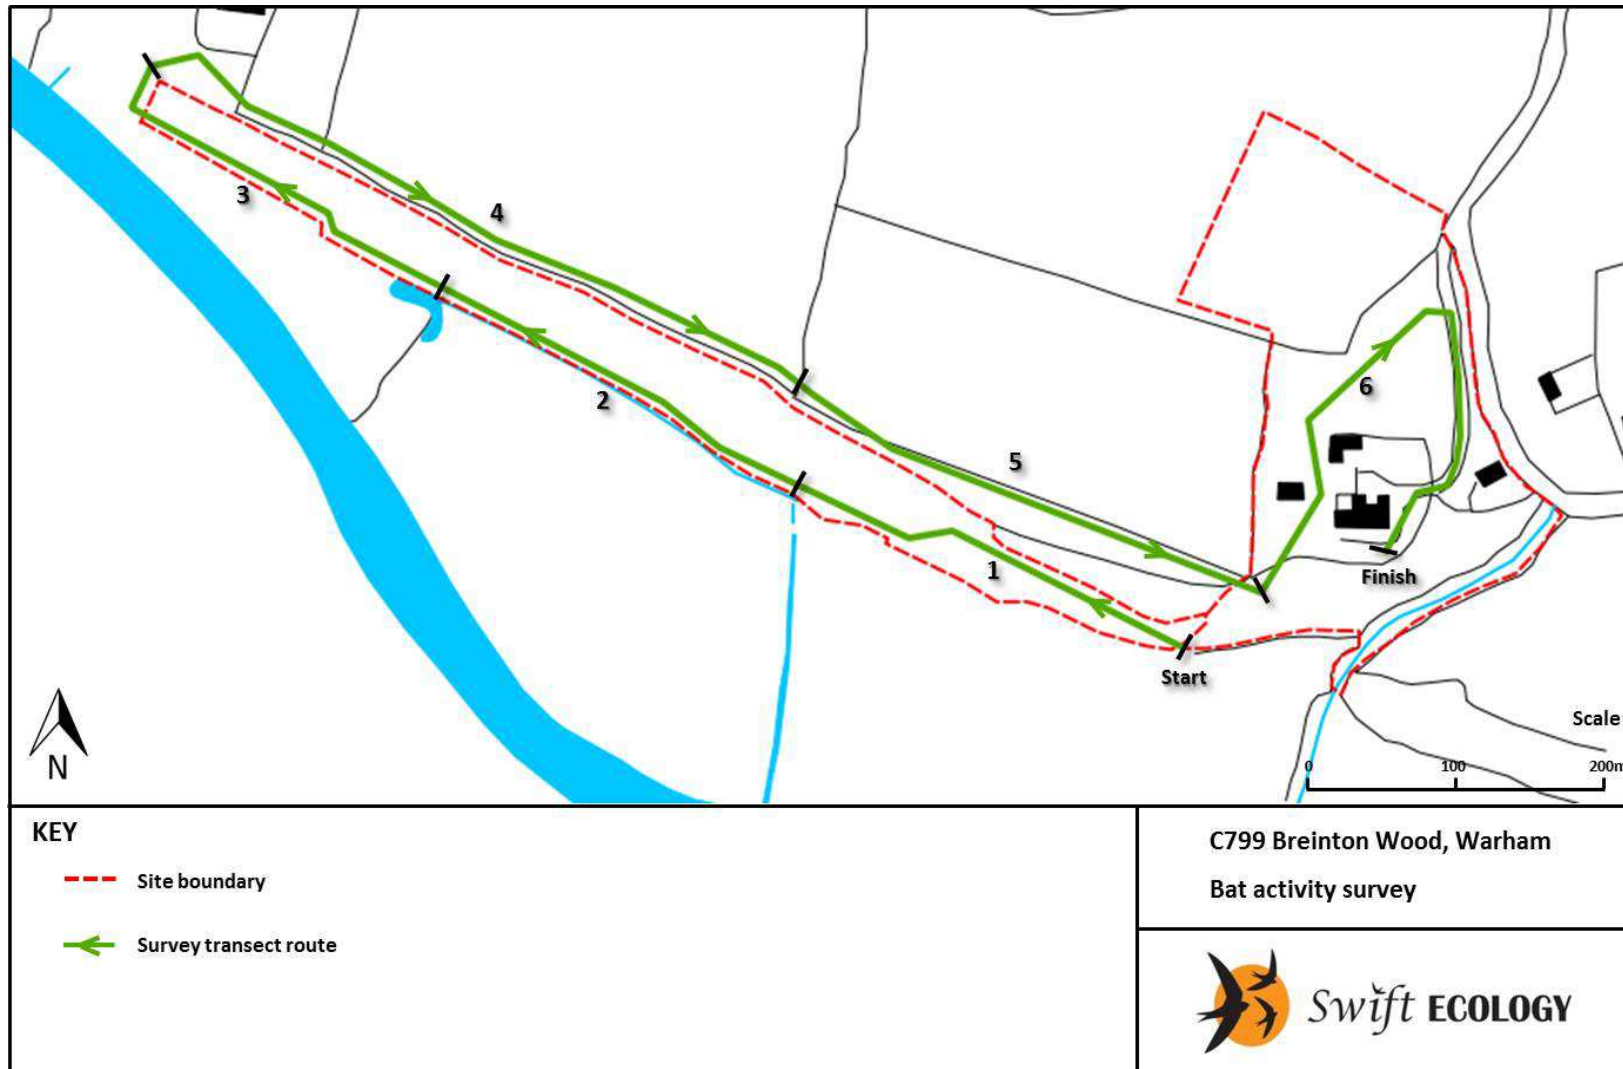 3
4
2
5
6
1
Finish
Start
N
Scale
0 100 200m
KEY
Site boundary
Survey transect route
C799 Breinton Wood, Warham
Bat activity survey
Swift ECOLOGY